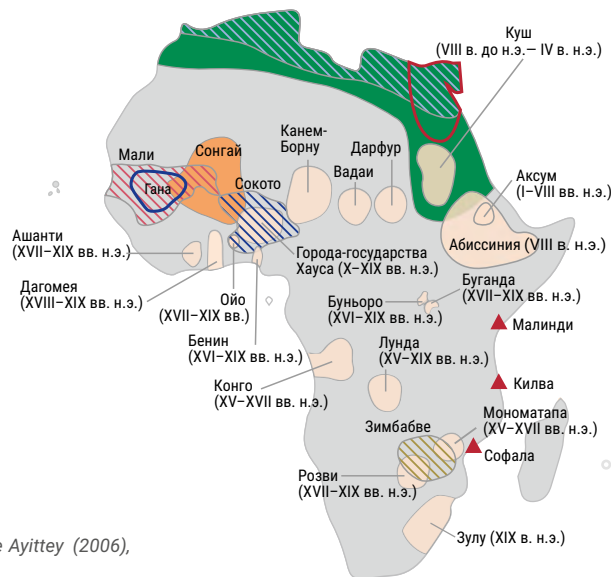 Куш
(VIII в. до н.э.— IV в. н.э.)
Канем-
Борну
Дарфур
Вадаи
Сонгай
Мали
Гана
Сокото
Аксум
(I–VIII вв. н.э.)
Абиссиния (VIII в. н.э.)
Ашанти
(XVII–XIX вв. н.э.)
Дагомея
(XVIII–XIX вв. н.э.)
Ойо
(XVII–XIX вв.)
Города-государства
Хауса (X–XIX вв. н.э.)
Бенин
(XVI–XIX вв. н.э.)
Буньоро
(XVI–XIX вв. н.э.)
Буганда
(XVII–XIX вв. н.э.)
Малинди
Конго
(XV–XVII вв. н.э.)
Лунда
(XV–XIX вв. н.э.)
Килва
Зимбабве
Мономатапа
(XV–XVII вв. н.э.)
Софала
Розви
(XVII–XIX вв. н.э.)
Зулу (XIX в. н.э.)
e Ayittey (2006),